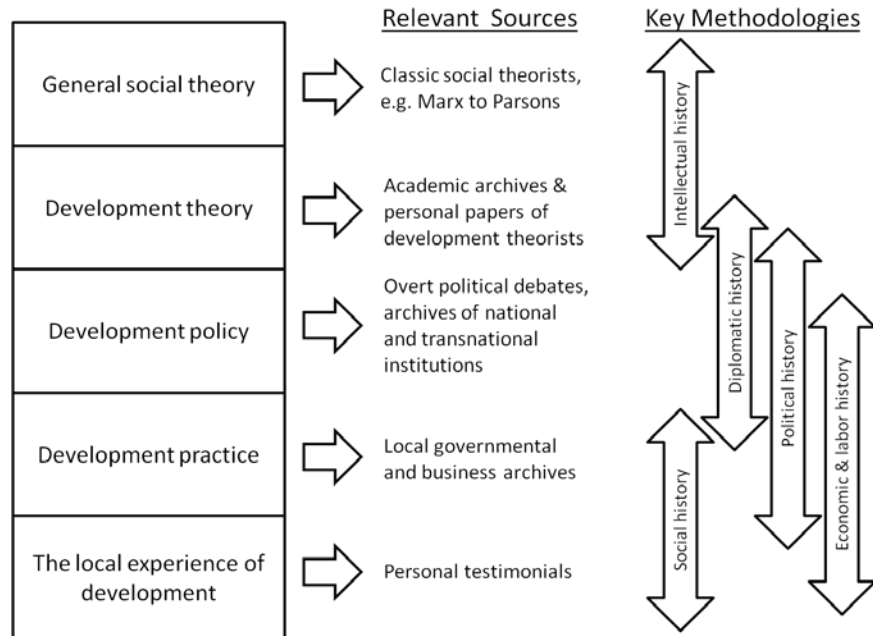 Relevant Sources
Key Methodologies
General social theory
Classic social theorists,
e.g. Marx to Parsons
Development theory
Academic archives &
personal papers of
development theorists
Development policy
Overt political debates,
archives of national
and transnational
institutions
Development practice
Local governmental
and business archives
The local experience of
development
Personal testimonials
Intellectual history
Diplomatic history
Political history
Economic & labor history
Social history